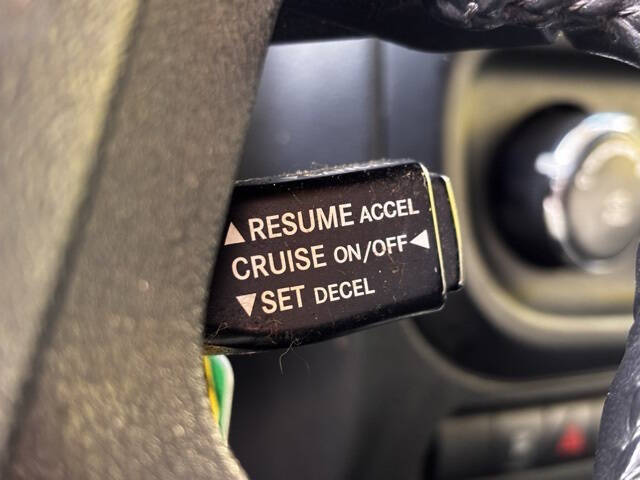 RESUME ACCEL
CRUISE ON/OFF
SET DECEL